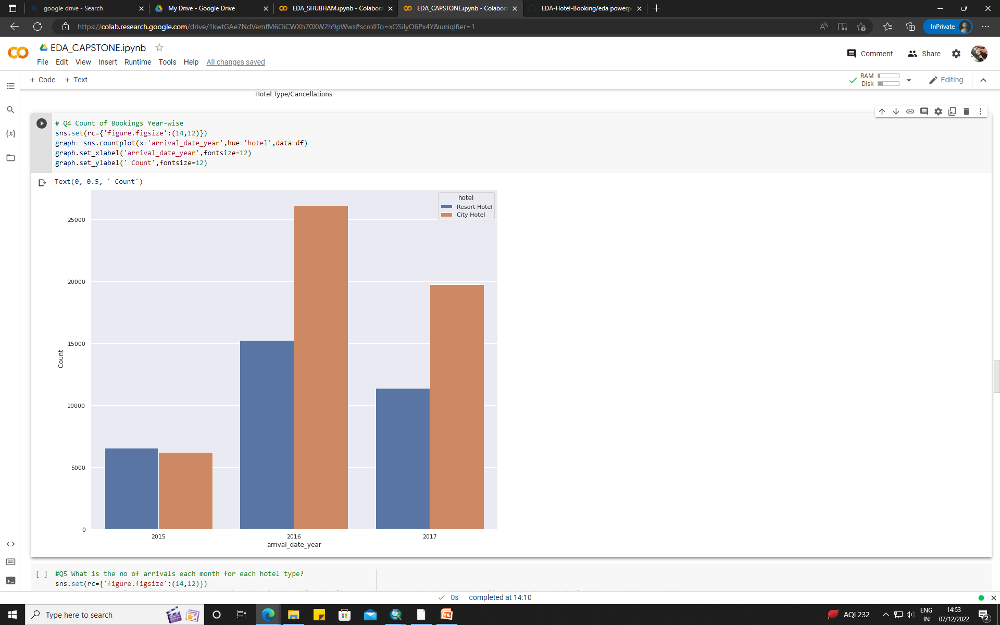 google drive - Search
My Drive - Google Drive
EDA_SHUBHAM.ipynb - Colabora
EDA_CAPSTONE.ipynb - Colabora
EDA-Hotel-Booking/eda powerp
https://colab.research.google.com/drive/1kwtGAe7NdVemfM6OiCWXh70XW2h9pWws#scrollTo=xOSilyO6Px4Y&uniqifier=1
InPrivate
EDA_CAPSTONE.ipynb
File Edit View Insert Runtime Tools Help All changes saved
Comment Share
+ Code + Text
RAM
Disk
Editing
Hotel Type/Cancellations
# Q4 Count of Bookings Year-wise
sns.set(rc={'figure.figsize':(14,12)})
graph= sns.countplot(x='arrival_date_year',hue='hotel',data=df)
graph.set_xlabel('arrival_date_year',fontsize=12)
graph.set_ylabel(' Count',fontsize=12)
Text(0, 0.5, ' Count')
hotel
Resort Hotel
City Hotel
25000
20000
15000
10000
5000
0
Count
2015 2016 2017
arrival_date_year
[ ] #Q5 What is the no of arrivals each month for each hotel type?
sns.set(rc={'figure.figsize':(14,12)})
0s completed at 14:10
Type here to search
AQI 232
ENG
IN
14:53
07/12/2022
2